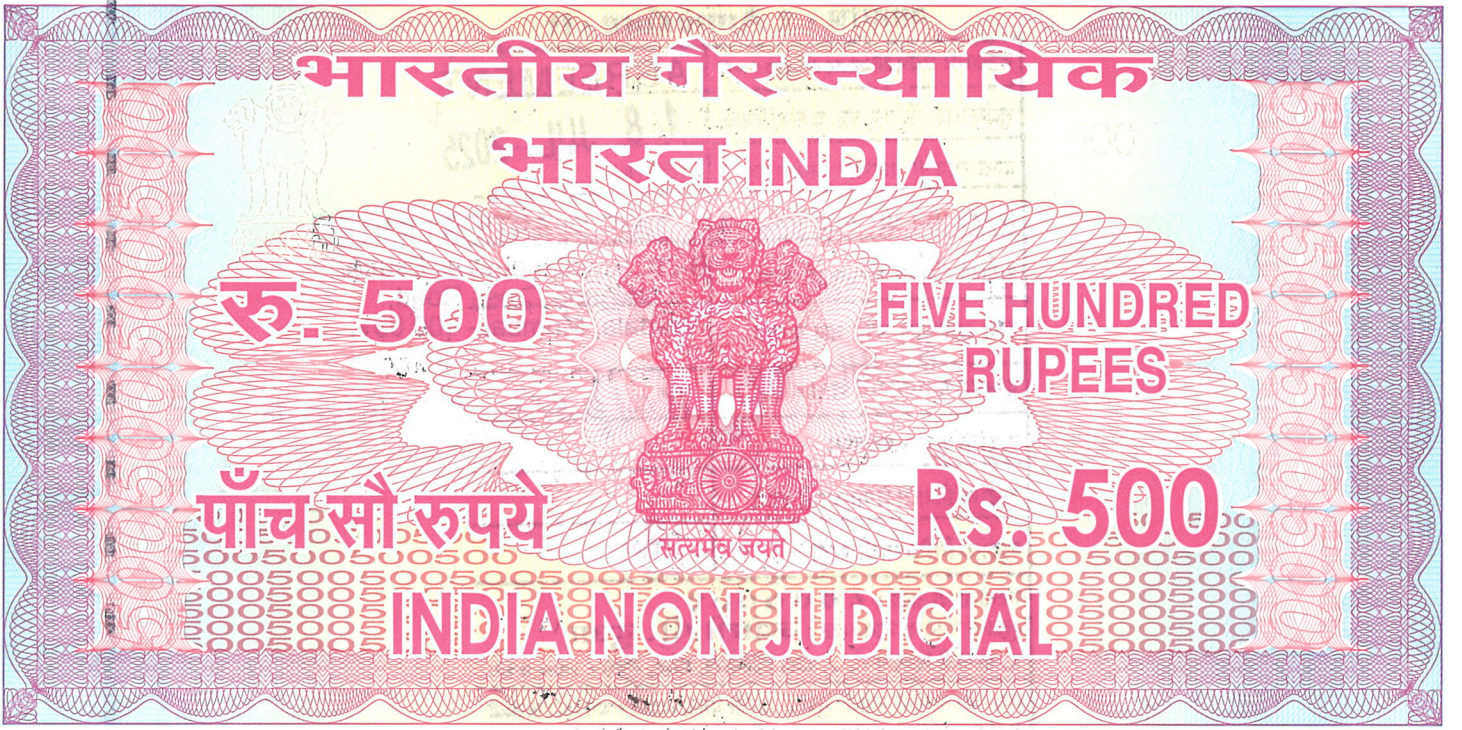 भारतीय गैर न्यायिक
भारत INDIA
रु. 500
FIVE HUNDRED
RUPEES
पाँच सौ रुपये
Rs. 500
सत्यमेव जयते
INDIA NON JUDICIAL